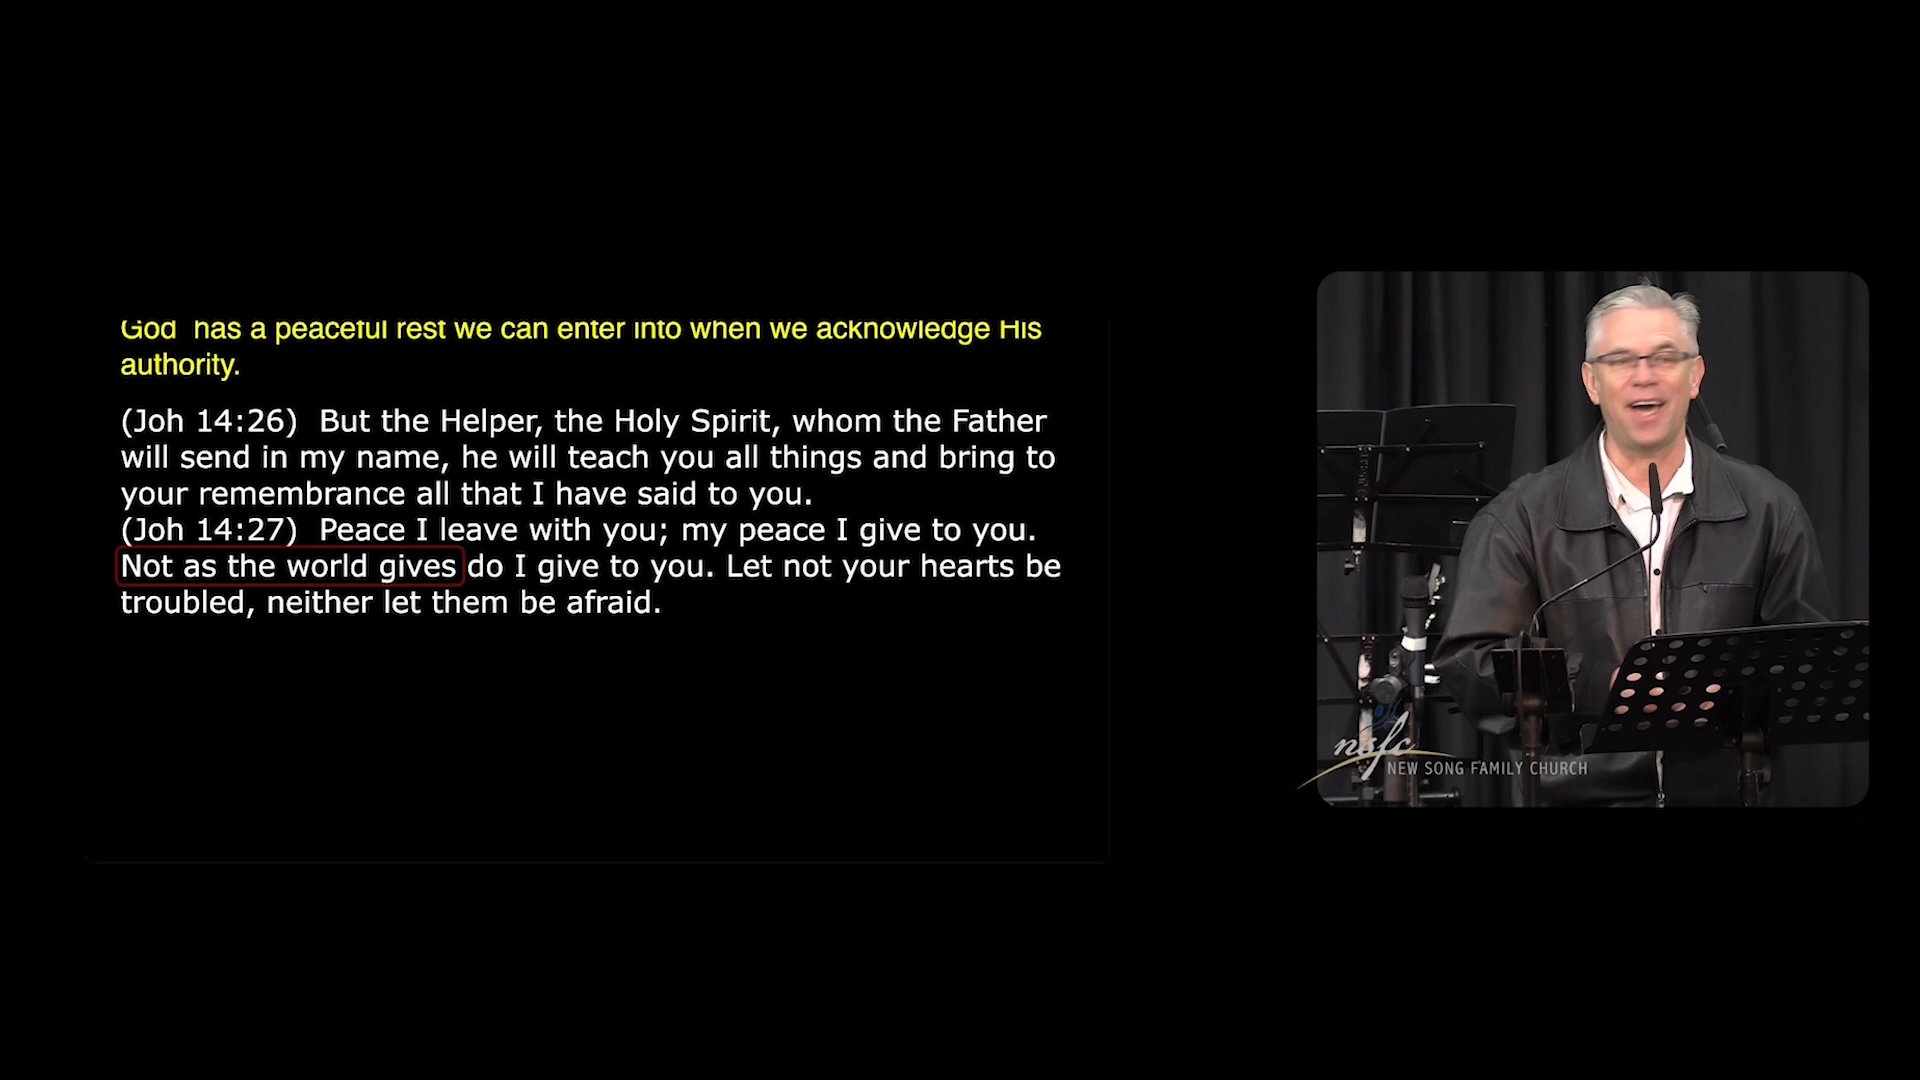 God  has a peaceful rest we can enter into when we acknowledge His
authority.
(Joh 14:26)  But the Helper, the Holy Spirit, whom the Father
will send in my name, he will teach you all things and bring to
your remembrance all that I have said to you.
(Joh 14:27)  Peace I leave with you; my peace I give to you.
Not as the world gives do I give to you. Let not your hearts be
troubled, neither let them be afraid.
nsfc
NEW SONG FAMILY CHURCH